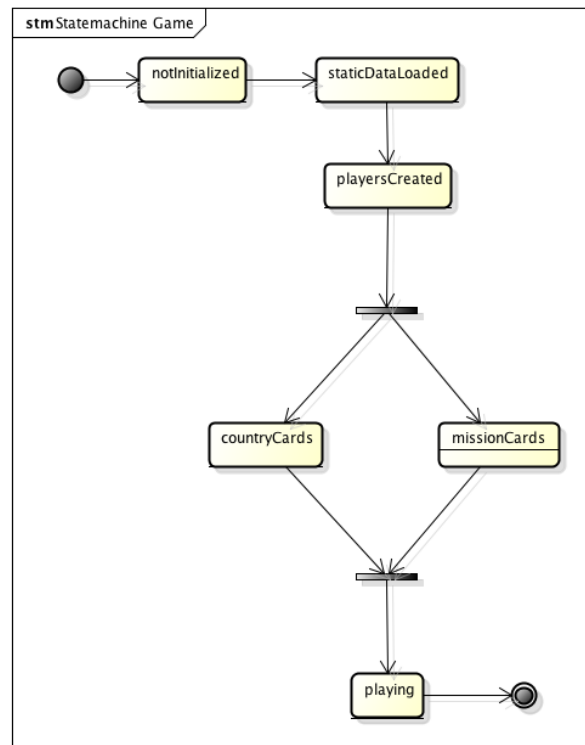 stm Statemachine Game
notInitialized
staticDataLoaded
playersCreated
countryCards
missionCards
playing